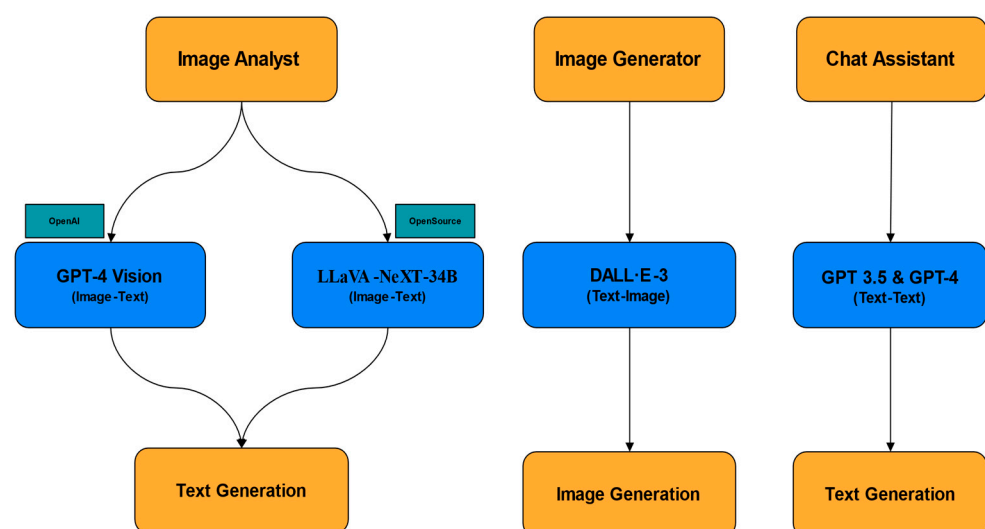 Image Analyst
Image Generator
Chat Assistant
OpenAI
OpenSource
GPT-4 Vision
(Image-Text)
LLaVA-NeXT-34B
(Image-Text)
DALL·E-3
(Text-Image)
GPT 3.5 & GPT-4
(Text-Text)
Text Generation
Image Generation
Text Generation